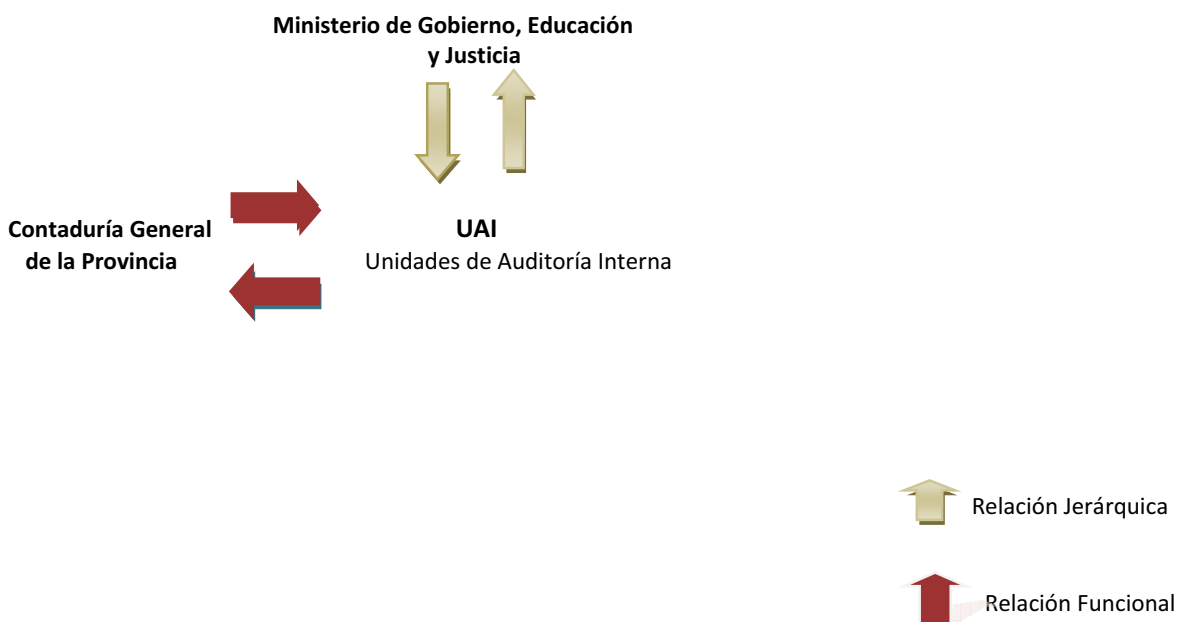 Ministerio de Gobierno, Educación
y Justicia
Contaduría General
de la Provincia
UAI
Unidades de Auditoría Interna
Relación Jerárquica
Relación Funcional